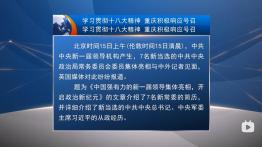 学习贯彻十八大精神 重庆积极响应号召
学习贯彻十八大精神 重庆积极响应号召
北京时间15日上午(伦敦时间15日清晨)，中共
中央新一届领导机构产生，7名新当选的中共中央
政治局常务委员会委员集体亮相与中外记者见面，
英国媒体对此纷纷报道。
题为《中国强有力的新一届领导集体亮相，开
启政治新纪元》的文章介绍了7名新常委的简历，
并详细介绍了新当选的中共中央总书记、中央军
委主席习近平的从政经历。